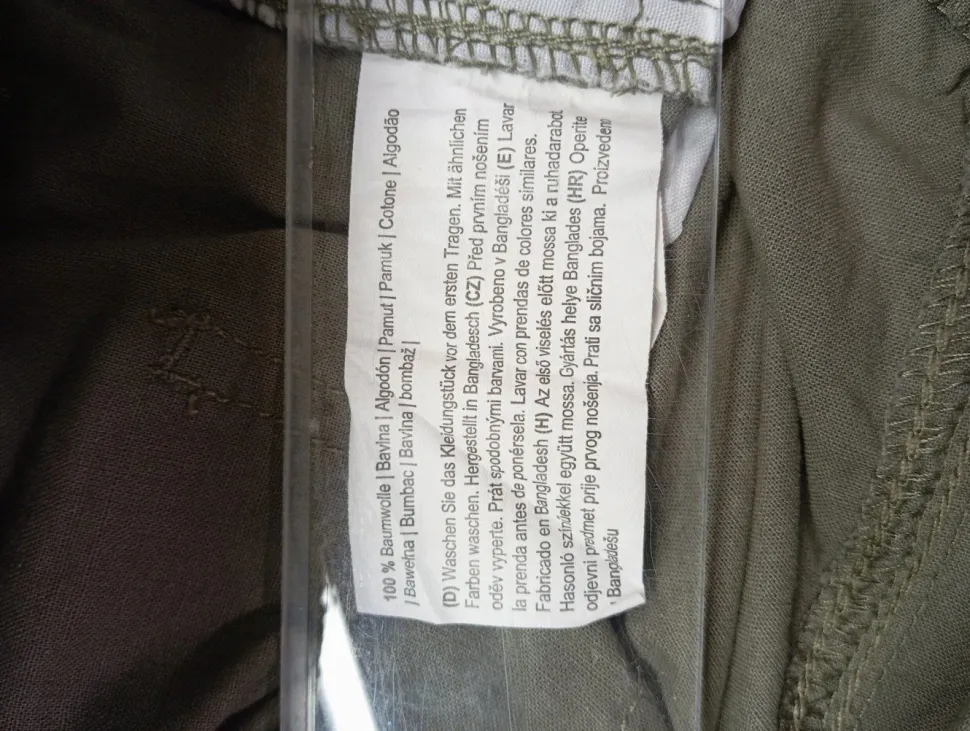 100 % Baumwolle | Bavlna | Algodón | Pamut | Pamuk | Cotone | Algodão
| Bawełna | Bumbac | Bavlna | bombaž |
(D) Waschen Sie das Kleidungstück vor dem ersten Tragen. Mit ähnlichen
Farben waschen. Hergestellt in Bangladesch (CZ) Před prvním nošením
oděv vyperte. Prát spodobnými barvami. Vyrobeno v Bangladéši (E) Lavar
la prenda antes de ponérsela. Lavar con prendas de colores similares.
Fabricado en Bangladesh (H) Az első viselés előtt mossa ki a ruhadarabot
Hasonló színűekkel együtt mossa. Gyártás helye Banglades (HR) Operite
odjevni predmet prije prvog nošenja. Prati sa sličnim bojama. Proizvedeno
Bangladešu